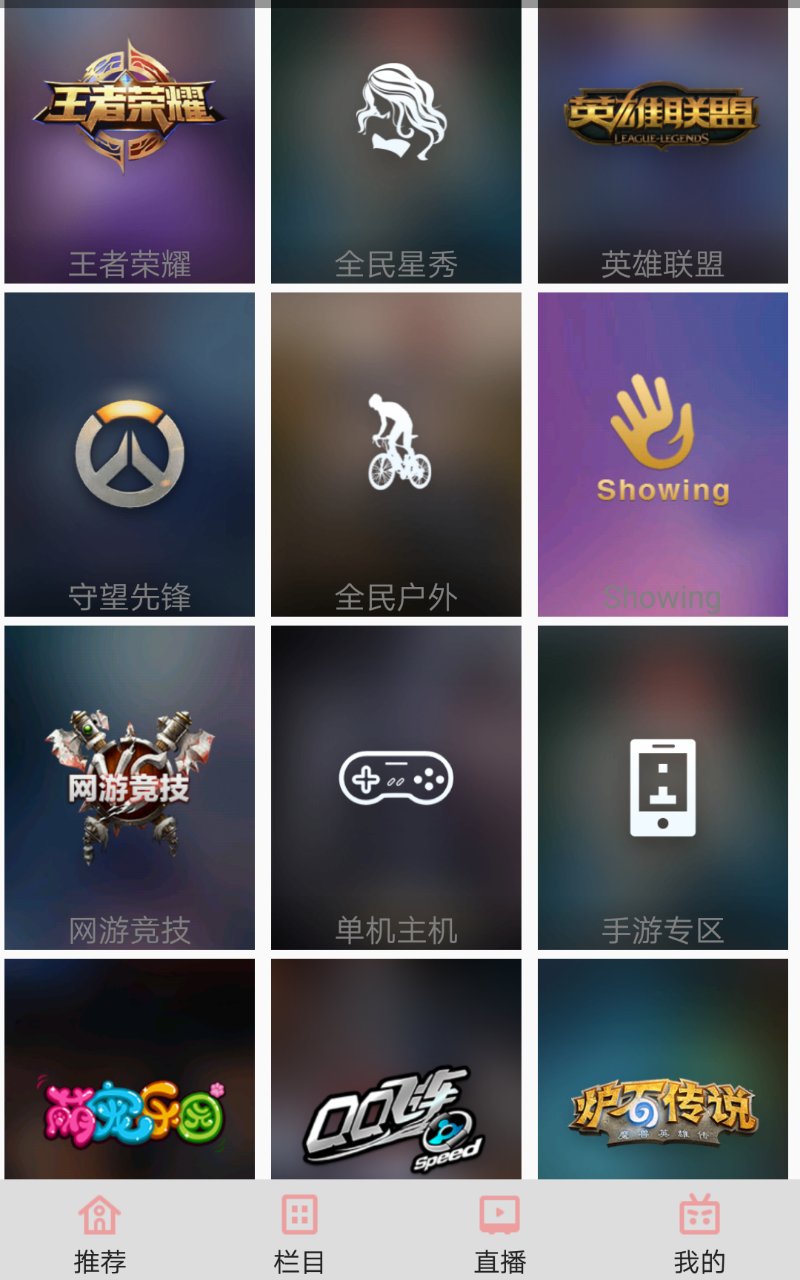 王者荣耀
英雄联盟
LEAGUE-LEGENDS
王者荣耀
全民星秀
英雄联盟
Showing
守望先锋
全民户外
Showing
网游竞技
网游竞技
单机主机
手游专区
萌宠乐园
QQ飞车
Speed
炉石传说
魔兽英雄传
推荐
栏目
直播
我的